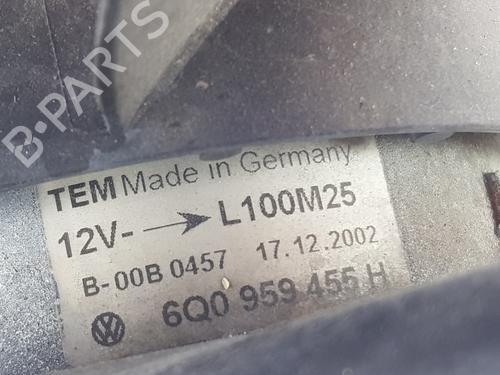 B-PARTS
TEM Made in Germany
12V- → L100M25
B-00B 0457 17.12.2002
6Q0 959 455 H